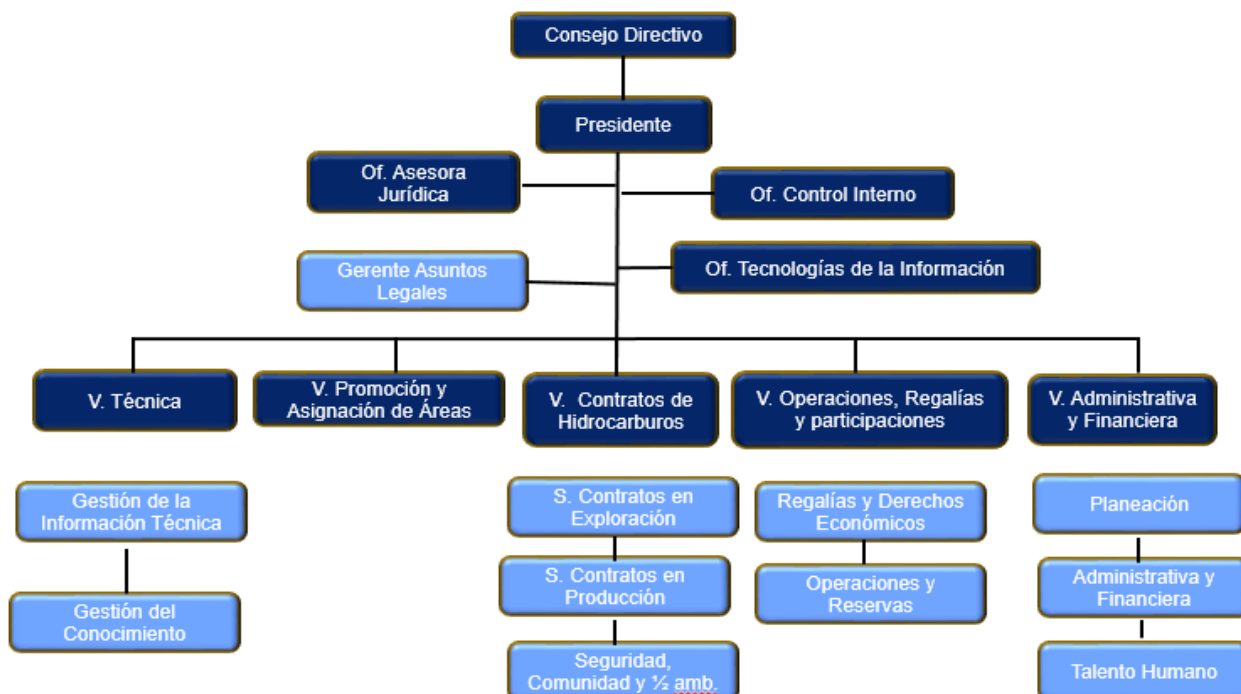 Consejo Directivo
Presidente
Of. Asesora
Jurídica
Of. Control Interno
Gerente Asuntos
Legales
Of. Tecnologías de la Información
V. Técnica
V. Promoción y
Asignación de Áreas
V. Contratos de
Hidrocarburos
V. Operaciones, Regalías
y participaciones
V. Administrativa
y Financiera
Gestión de la
Información Técnica
Gestión del
Conocimiento
S. Contratos en
Exploración
S. Contratos en
Producción
Seguridad,
Comunidad y ½ amb.
Regalías y Derechos
Económicos
Operaciones y
Reservas
Planeación
Administrativa y
Financiera
Talento Humano